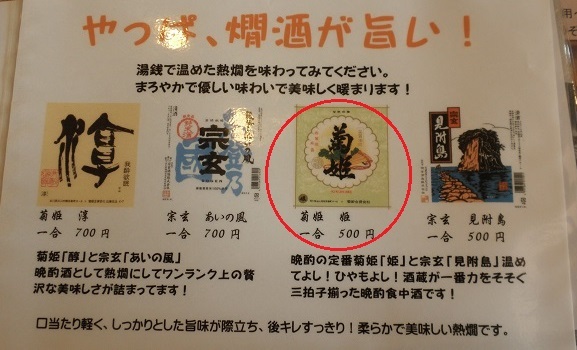 やっぱ、燗酒が旨い！
湯銭で温めた熱燗を味わってみてください。
まろやかで優しい味わいで美味しく暖まります！
宗玄
菊姫
見附島
宗玄
菊姫 淳
一合 700円
宗玄 あいの風
一合 700円
菊姫 姫
一合 500円
宗玄 見附島
一合 500円
菊姫「醇」と宗玄「あいの風」
晩酌酒として熱燗にしてワンランク上の贅
沢な美味しさが詰まってます！
晩酌の定番菊姫「姫」と宗玄「見附島」温め
てよし！ひやもよし！酒蔵が一番力をそそぐ
三拍子揃った晩酌食中酒です！
口当たり軽く、しっかりとした旨味が際立ち、後キレすっきり！柔らかで美味しい熱燗です。